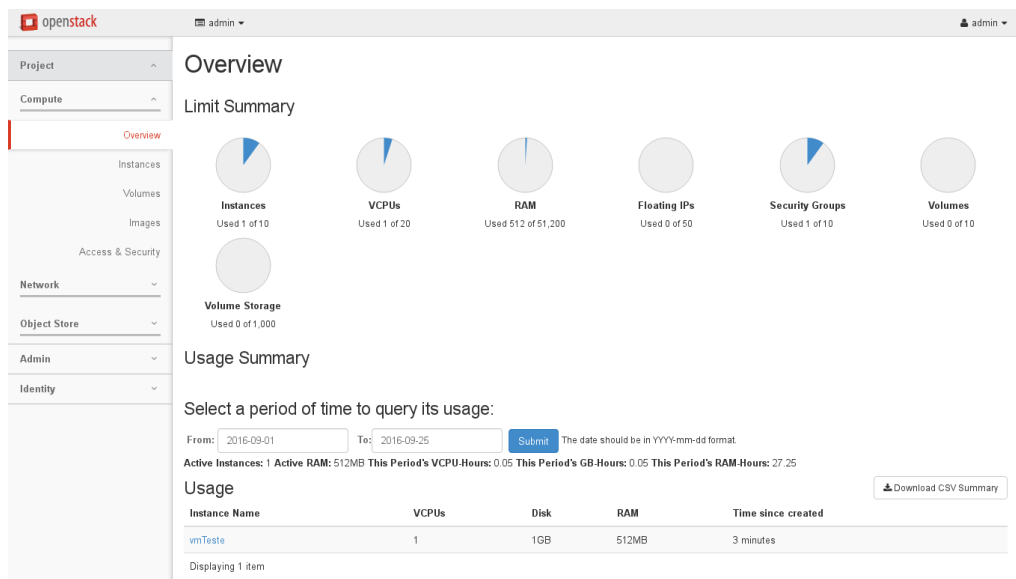 openstack
admin
admin
Project
Compute
Overview
Instances
Volumes
Images
Access & Security
Network
Object Store
Admin
Identity
Overview
Limit Summary
Instances
Used 1 of 10
VCPUs
Used 1 of 20
RAM
Used 512 of 51,200
Floating IPs
Used 0 of 50
Security Groups
Used 1 of 10
Volumes
Used 0 of 10
Volume Storage
Used 0 of 1,000
Usage Summary
Select a period of time to query its usage:
From: 2016-09-01 To: 2016-09-25 Submit The date should be in YYYY-mm-dd format.
Active Instances: 1 Active RAM: 512MB This Period's VCPU-Hours: 0.05 This Period's GB-Hours: 0.05 This Period's RAM-Hours: 27.25
Usage
Download CSV Summary
Instance Name VCPUs Disk RAM Time since created
vmTeste 1 1GB 512MB 3 minutes
Displaying 1 item